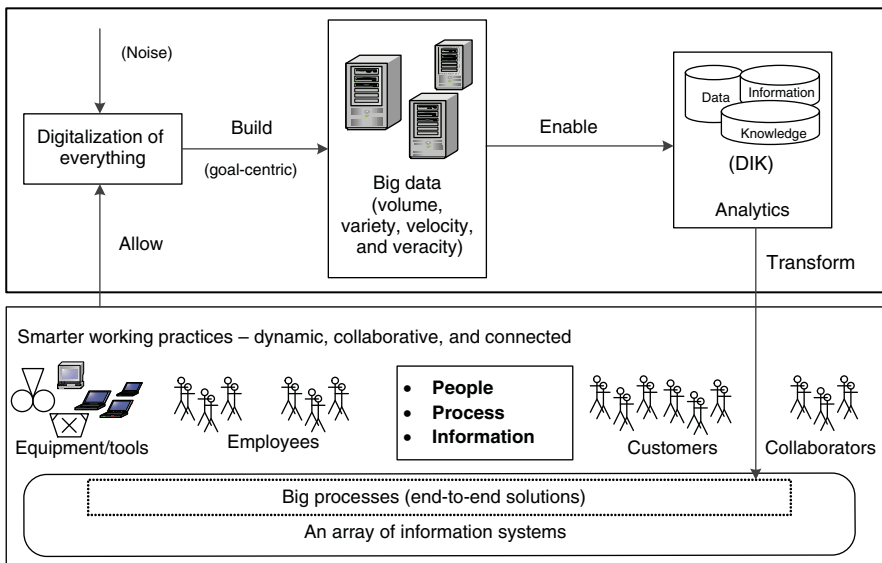 (Noise)
Digitalization of
everything
Build
(goal-centric)
Big data
(volume,
variety, velocity,
and veracity)
Enable
Data
Information
Knowledge
(DIK)
Analytics
Allow
Transform
Smarter working practices – dynamic, collaborative, and connected
Equipment/tools
Employees
• People
• Process
• Information
Customers
Collaborators
Big processes (end-to-end solutions)
An array of information systems